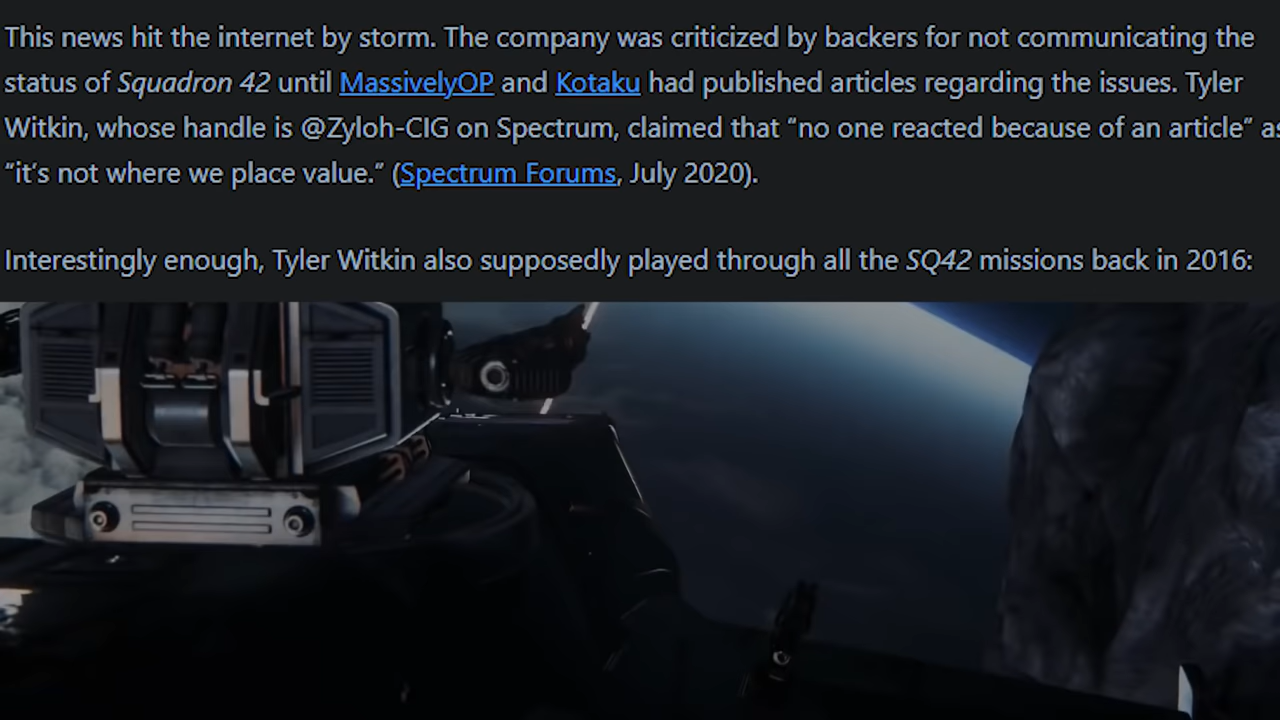 This news hit the internet by storm. The company was criticized by backers for not communicating the
status of Squadron 42 until MassivelyOP and Kotaku had published articles regarding the issues. Tyler
Witkin, whose handle is @Zyloh-CIG on Spectrum, claimed that “no one reacted because of an article” as
“it’s not where we place value.” (Spectrum Forums, July 2020).
Interestingly enough, Tyler Witkin also supposedly played through all the SQ42 missions back in 2016: